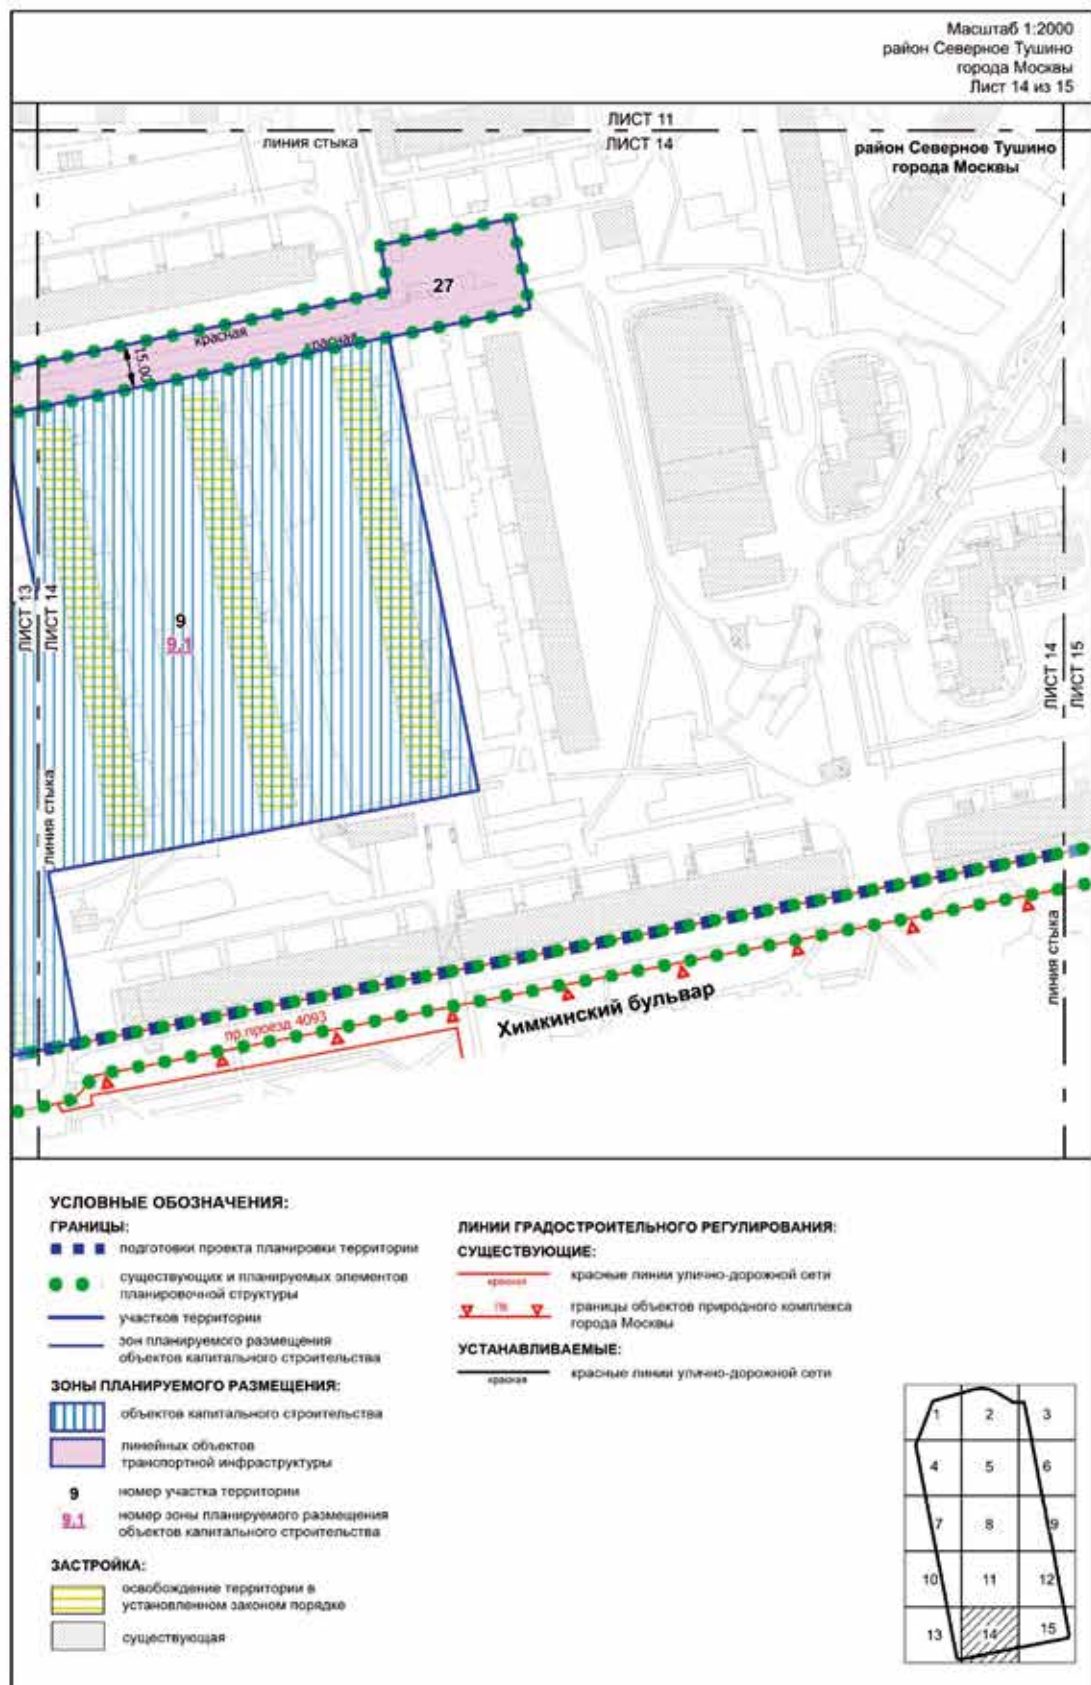 Масштаб 1:2000
район Северное Тушино
города Москвы
Лист 14 из 15
ЛИСТ 11
линия стыка
ЛИСТ 14
район Северное Тушино
города Москвы
27
красная
красная
15.00
ЛИСТ 13
ЛИСТ 14
9
9.1
ЛИСТ 14
ЛИСТ 15
линия стыка
линия стыка
пр.проезд 4093
Химкинский бульвар
УСЛОВНЫЕ ОБОЗНАЧЕНИЯ:
ГРАНИЦЫ:
подготовки проекта планировки территории
существующих и планируемых элементов
планировочной структуры
участков территории
зон планируемого размещения
объектов капитального строительства
ЗОНЫ ПЛАНИРУЕМОГО РАЗМЕЩЕНИЯ:
объектов капитального строительства
линейных объектов
транспортной инфраструктуры
9 номер участка территории
9.1 номер зоны планируемого размещения
объектов капитального строительства
ЗАСТРОЙКА:
освобождение территории в
установленном законом порядке
существующая
ЛИНИИ ГРАДОСТРОИТЕЛЬНОГО РЕГУЛИРОВАНИЯ:
СУЩЕСТВУЮЩИЕ:
красная красные линии улично-дорожной сети
границы объектов природного комплекса
города Москвы
УСТАНАВЛИВАЕМЫЕ:
красная красные линии улично-дорожной сети
1 2 3
4 5 6
7 8 9
10 11 12
13 14 15